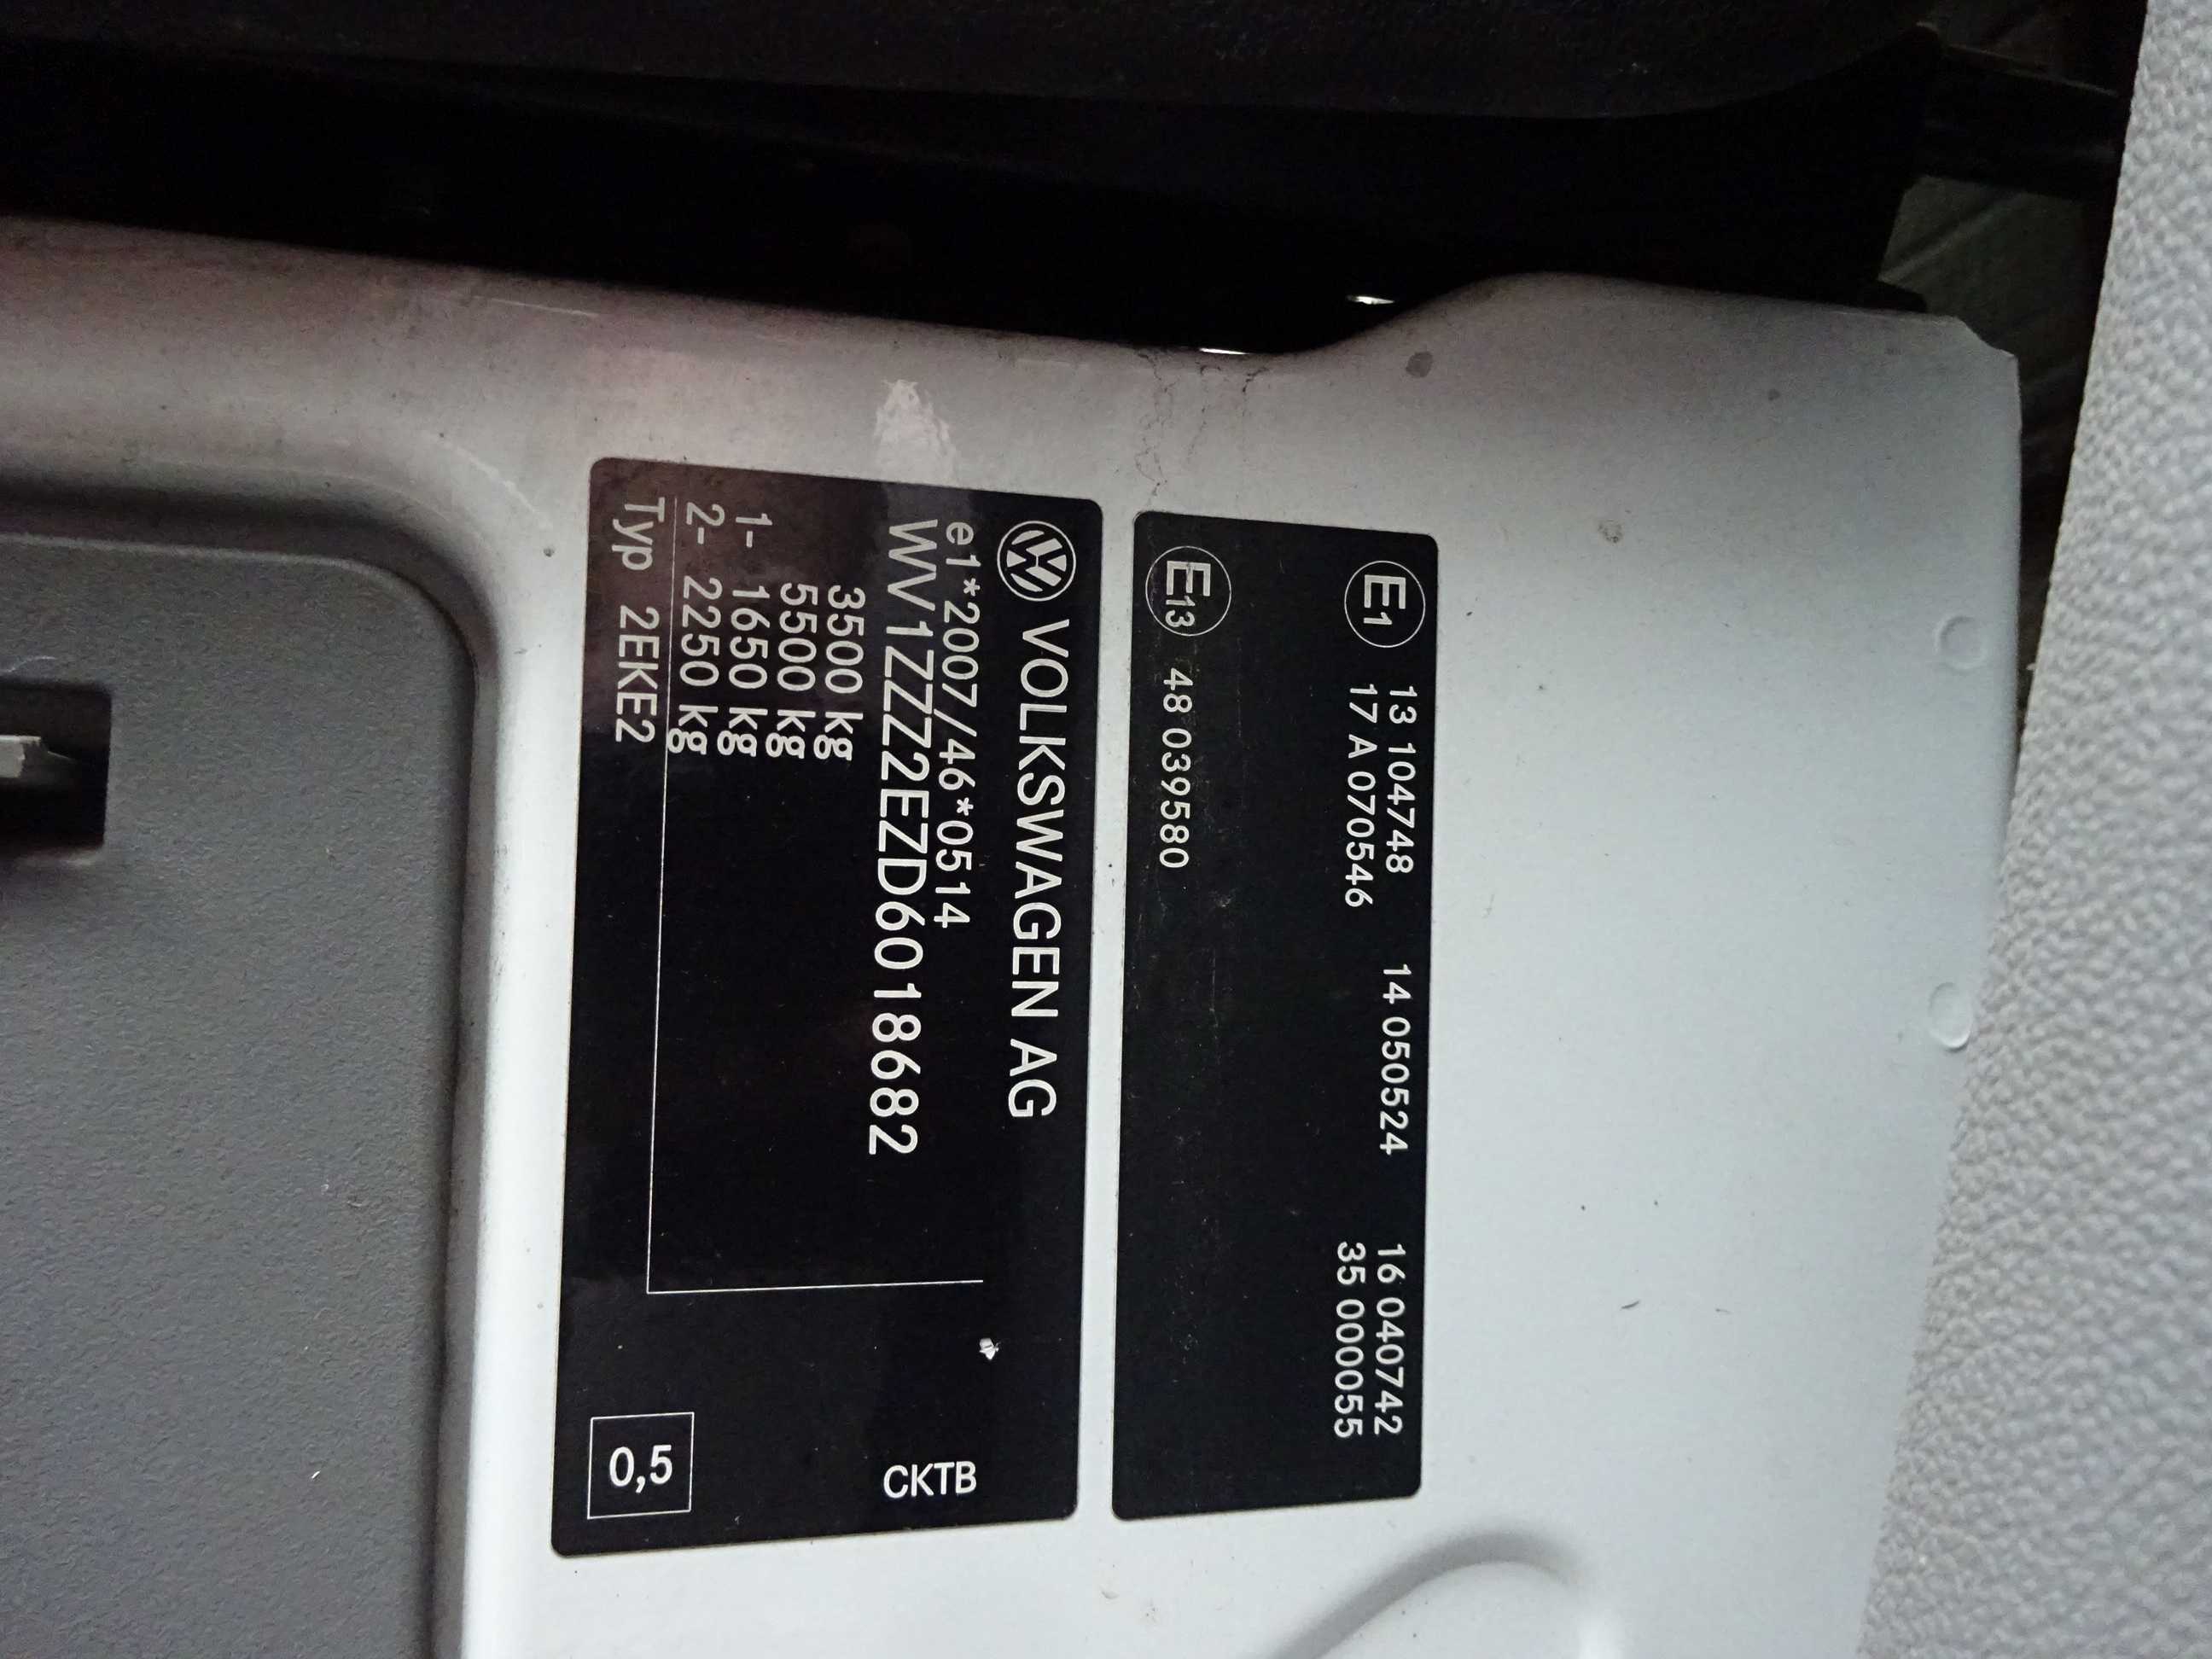 E1 13 104748 14 050524 16 040742
17 A 070546 35 000055
E13 48 039580
VOLKSWAGEN AG
e1*2007/46*0514
WV1ZZZ2EZD6018682
3500 kg
5500 kg
1- 1650 kg
2- 2250 kg
Typ 2EKE2
CKTB
0,5